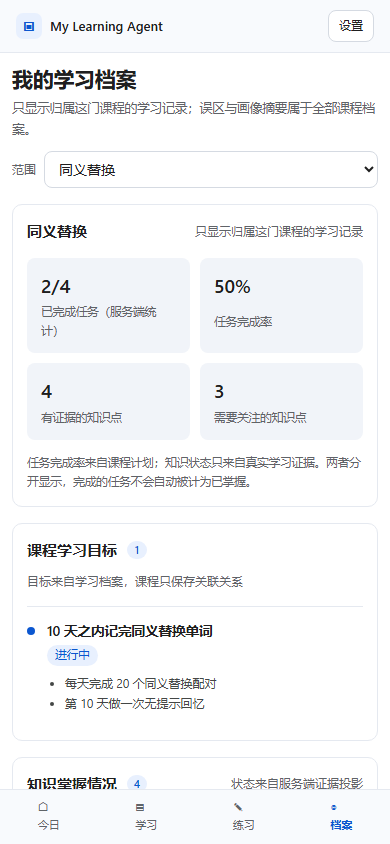 My Learning Agent
设置
我的学习档案
只显示归属这门课程的学习记录；误区与画像摘要属于全部课程档
案。
范围
同义替换
同义替换
只显示归属这门课程的学习记录
2/4
已完成任务（服务端统
计）
50%
任务完成率
4
有证据的知识点
3
需要关注的知识点
任务完成率来自课程计划；知识状态只来自真实学习证据。两者分
开显示，完成的任务不会自动被计为已掌握。
课程学习目标 1
目标来自学习档案，课程只保存关联关系
10 天之内记完同义替换单词
进行中
每天完成 20 个同义替换配对
第 10 天做一次无提示回忆
知识掌握情况 4
状态来自服务端证据投影
今日
学习
练习
档案